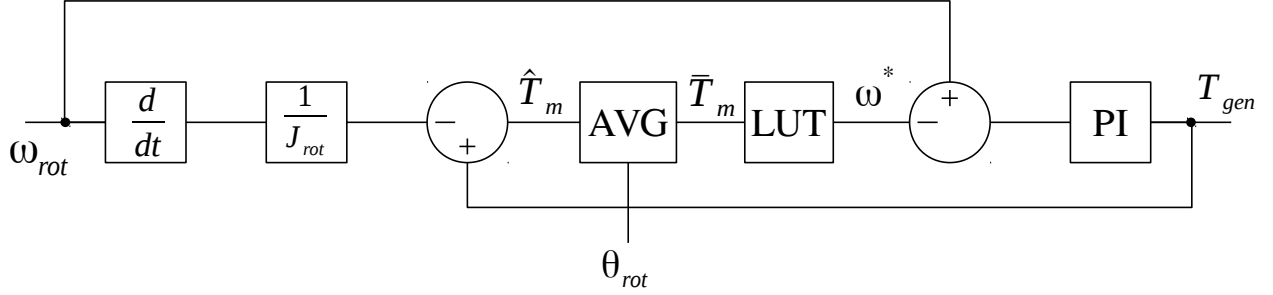 ω_rot
d/dt
1/J_rot
−
+
T̂_m
AVG
θ_rot
T̄_m
LUT
ω*
−
+
PI
T_gen